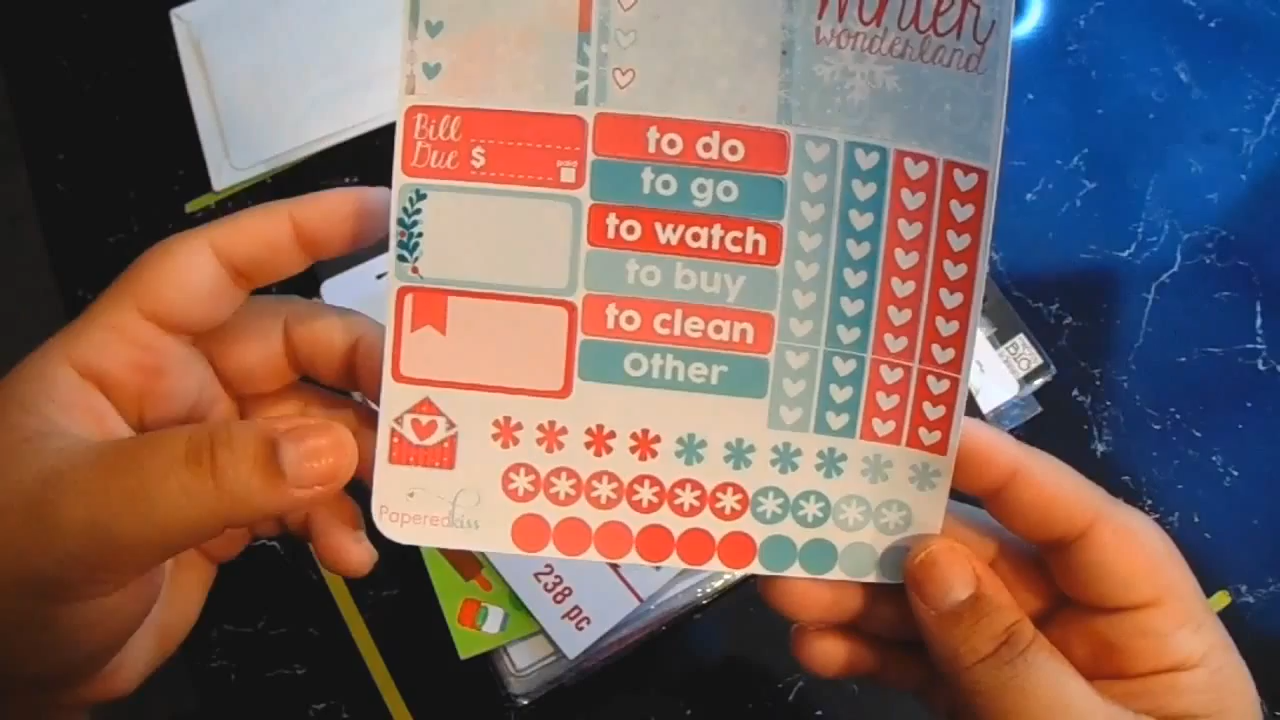 Winter
wonderland
Bill
Due $
paid
to do
to go
to watch
to buy
to clean
Other
Paperedkiss
238 pc